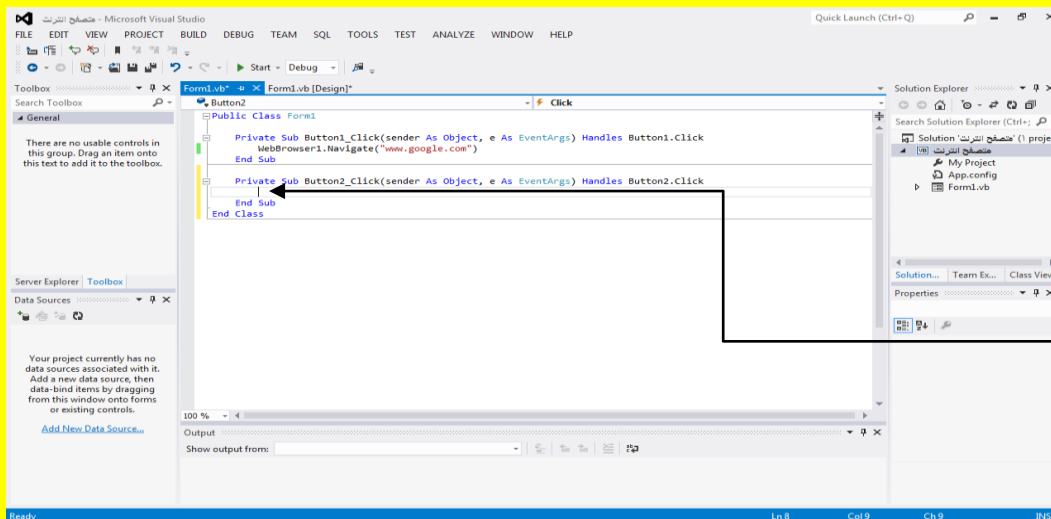 متصفح انترنت - Microsoft Visual Studio
Quick Launch (Ctrl+Q)
FILE EDIT VIEW PROJECT BUILD DEBUG TEAM SQL TOOLS TEST ANALYZE WINDOW HELP
Start Debug
Toolbox
Search Toolbox
General
There are no usable controls in
this group. Drag an item onto
this text to add it to the toolbox.
Server Explorer Toolbox
Data Sources
Your project currently has no
data sources associated with it.
Add a new data source, then
data-bind items by dragging
from this window onto forms
or existing controls.
Add New Data Source...
Form1.vb* Form1.vb [Design]*
Button2 Click
Public Class Form1
Private Sub Button1_Click(sender As Object, e As EventArgs) Handles Button1.Click
WebBrowser1.Navigate("www.google.com")
End Sub
Private Sub Button2_Click(sender As Object, e As EventArgs) Handles Button2.Click
End Sub
End Class
100 %
Output
Show output from:
Solution Explorer
Search Solution Explorer (Ctrl+;
Solution 'متصفح انترنت' (1 proje
متصفح انترنت
My Project
App.config
Form1.vb
Solution... Team Ex... Class View
Properties
Ready Ln 8 Col 9 Ch 9 INS